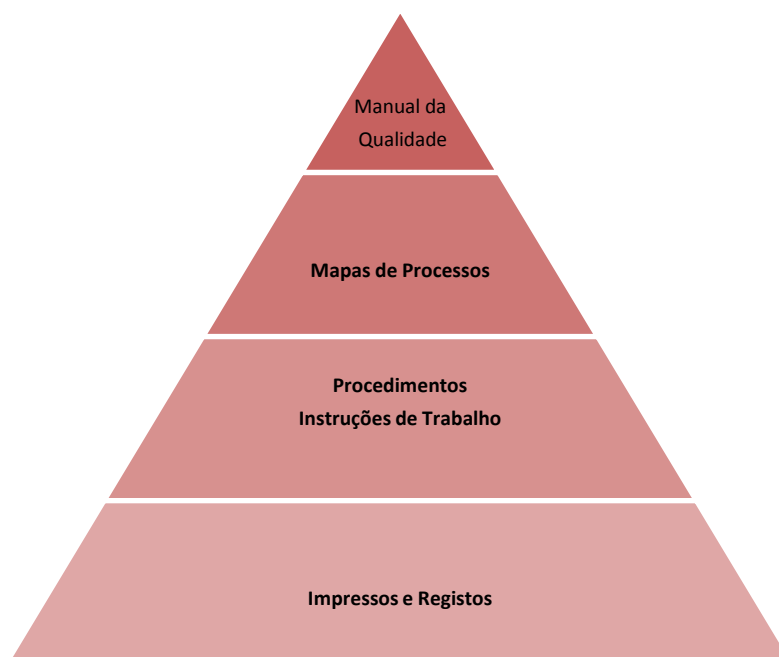 Manual da
Qualidade
Mapas de Processos
Procedimentos
Instruções de Trabalho
Impressos e Registos